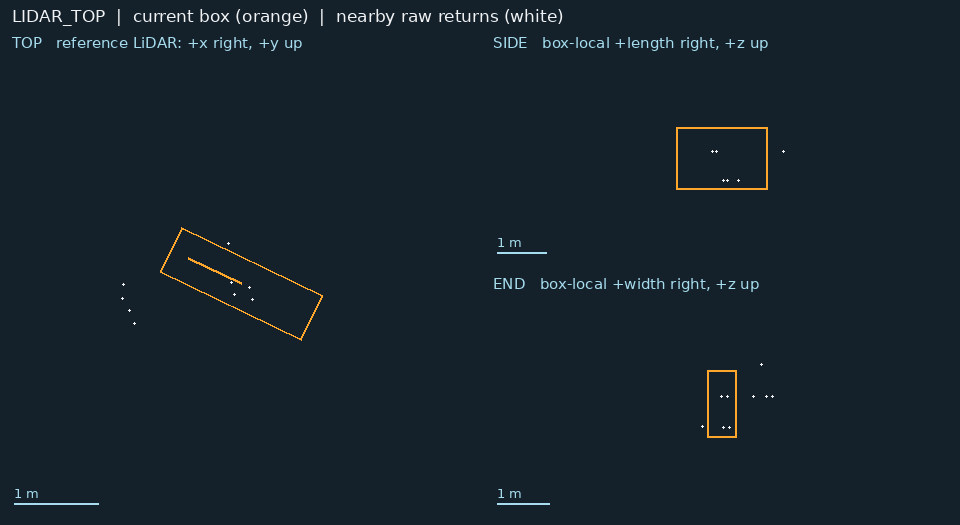 LIDAR_TOP | current box (orange) | nearby raw returns (white)
TOP reference LiDAR: +x right, +y up
SIDE box-local +length right, +z up
1 m
END box-local +width right, +z up
1 m
1 m